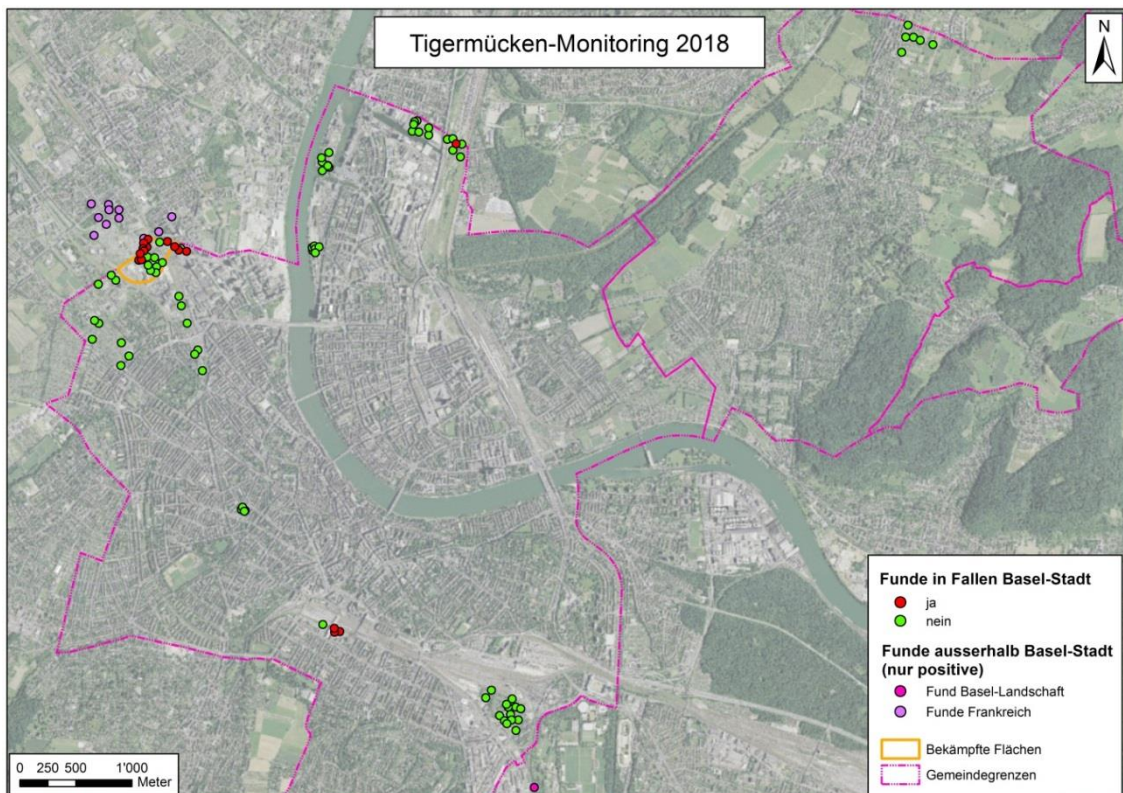 Tigermücken-Monitoring 2018
N
Funde in Fallen Basel-Stadt
ja
nein
Funde ausserhalb Basel-Stadt
(nur positive)
Fund Basel-Landschaft
Funde Frankreich
Bekämpfte Flächen
Gemeindegrenzen
0 250 500 1'000
Meter